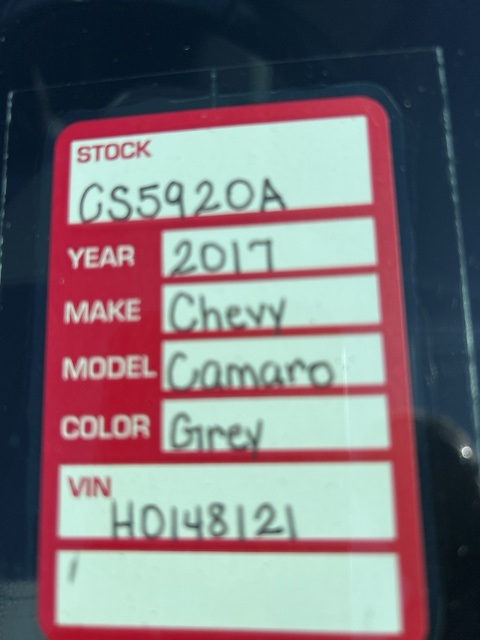 STOCK
CS5920A
YEAR 2017
MAKE Chevy
MODEL Camaro
COLOR Grey
VIN
H0148121